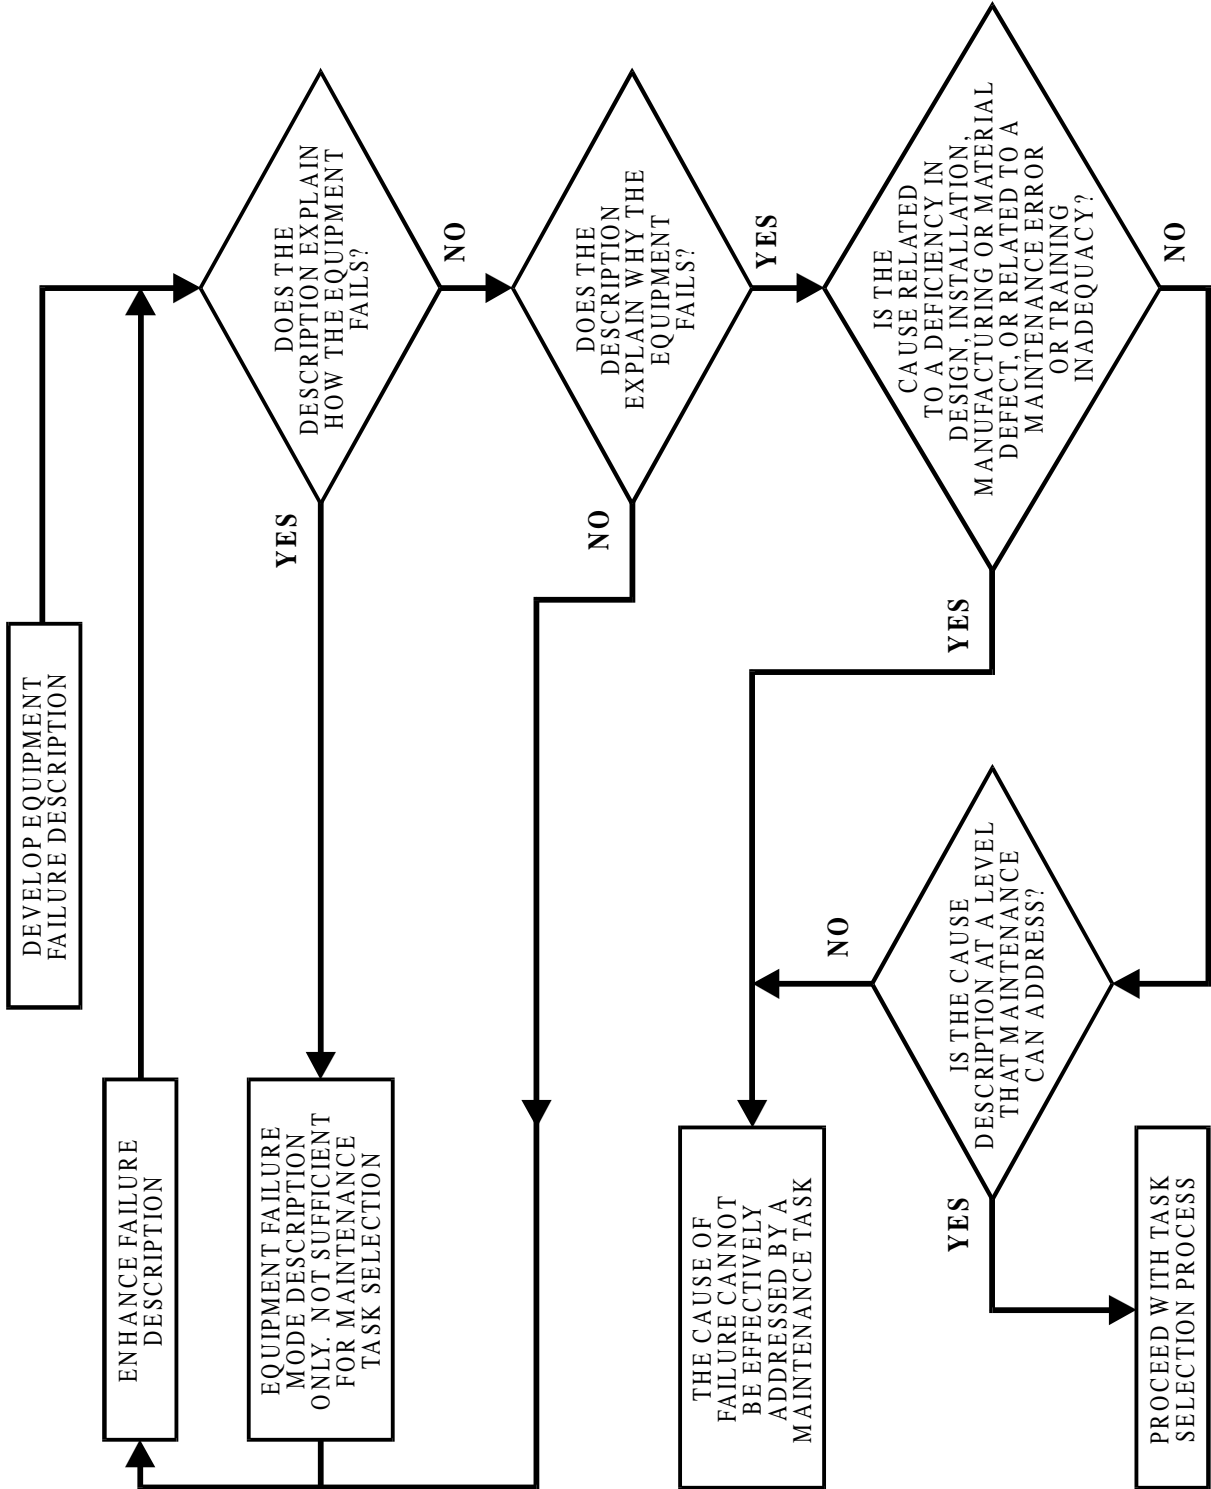 DEVELOP EQUIPMENT
FAILURE DESCRIPTION
ENHANCE FAILURE
DESCRIPTION
DOES THE
DESCRIPTION EXPLAIN
HOW THE EQUIPMENT
FAILS?
YES
NO
EQUIPMENT FAILURE
MODE DESCRIPTION
ONLY. NOT SUFFICIENT
FOR MAINTENANCE
TASK SELECTION
DOES THE
DESCRIPTION
EXPLAIN WHY THE
EQUIPMENT
FAILS?
NO
YES
IS THE
CAUSE RELATED
TO A DEFICIENCY IN
DESIGN, INSTALLATION,
MANUFACTURING OR MATERIAL
DEFECT, OR RELATED TO A
MAINTENANCE ERROR
OR TRAINING
INADEQUACY?
YES
NO
THE CAUSE OF
FAILURE CANNOT
BE EFFECTIVELY
ADDRESSED BY A
MAINTENANCE TASK
NO
IS THE CAUSE
DESCRIPTION AT A LEVEL
THAT MAINTENANCE
CAN ADDRESS?
YES
PROCEED WITH TASK
SELECTION PROCESS